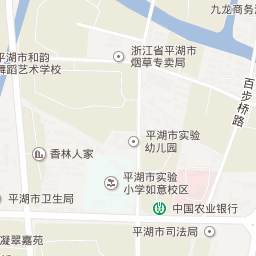 九龙商务
浙江省平湖市
烟草专卖局
平湖市和韵
舞蹈艺术学校
百步桥路
平湖市实验
幼儿园
香林人家
平湖市实验
小学如意校区
平湖市卫生局
中国农业银行
平湖市司法局
凝翠嘉苑